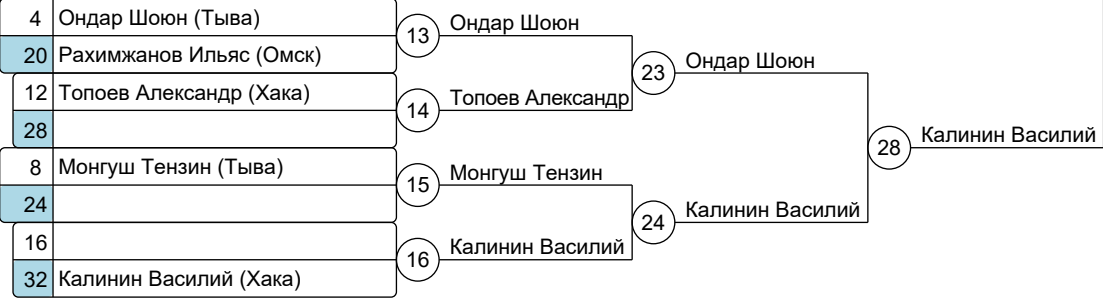 4 Ондар Шоюн (Тыва)
20 Рахимжанов Ильяс (Омск)
12 Топоев Александр (Хака)
28
8 Монгуш Тензин (Тыва)
24
16
32 Калинин Василий (Хака)
13 Ондар Шоюн
14 Топоев Александр
15 Монгуш Тензин
16 Калинин Василий
23 Ондар Шоюн
24 Калинин Василий
28 Калинин Василий